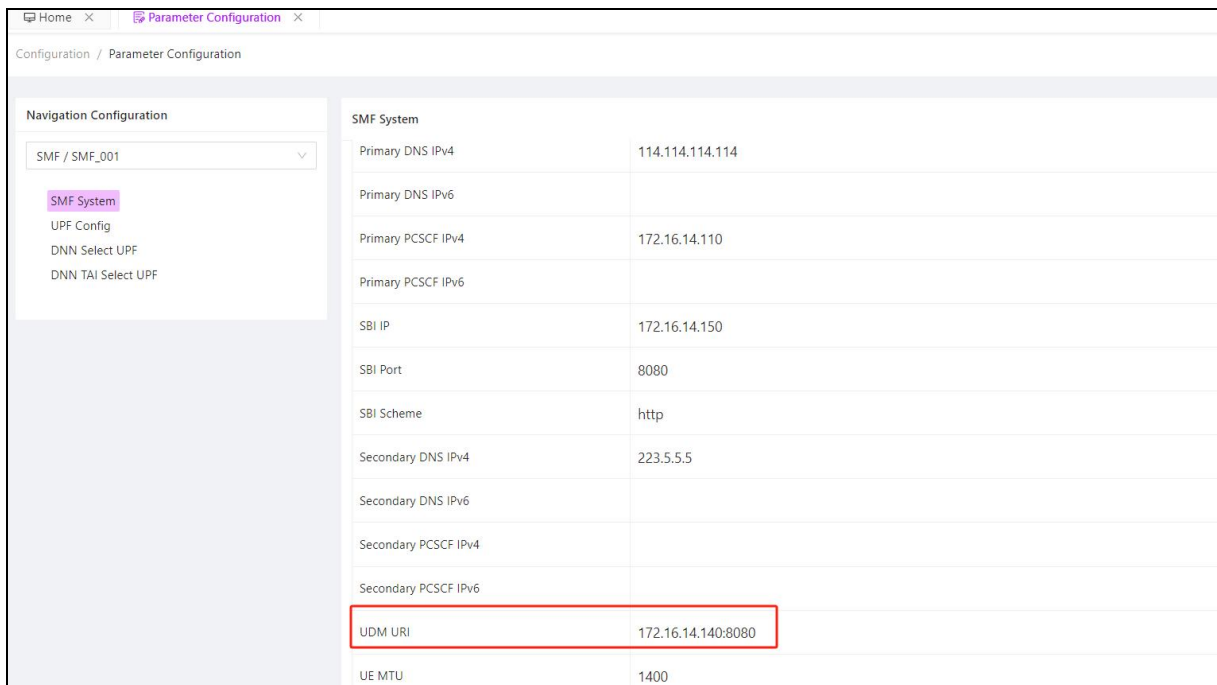 Home × Parameter Configuration ×
Configuration / Parameter Configuration
Navigation Configuration
SMF / SMF_001
SMF System
UPF Config
DNN Select UPF
DNN TAI Select UPF
SMF System
Primary DNS IPv4 114.114.114.114
Primary DNS IPv6
Primary PCSCF IPv4 172.16.14.110
Primary PCSCF IPv6
SBI IP 172.16.14.150
SBI Port 8080
SBI Scheme http
Secondary DNS IPv4 223.5.5.5
Secondary DNS IPv6
Secondary PCSCF IPv4
Secondary PCSCF IPv6
UDM URI 172.16.14.140:8080
UE MTU 1400